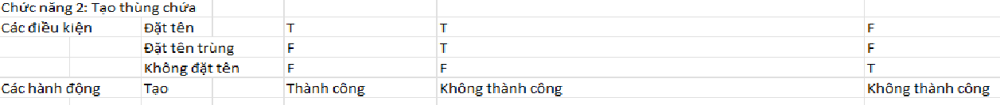 Chức năng 2: Tạo thùng chứa
Các điều kiện Đặt tên T T F
Đặt tên trùng F T F
Không đặt tên F F T
Các hành động Tạo Thành công Không thành công Không thành công